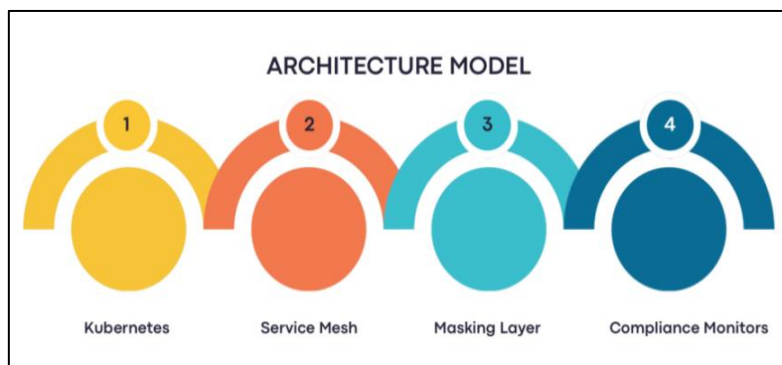 ARCHITECTURE MODEL
1
2
3
4
Kubernetes
Service Mesh
Masking Layer
Compliance Monitors